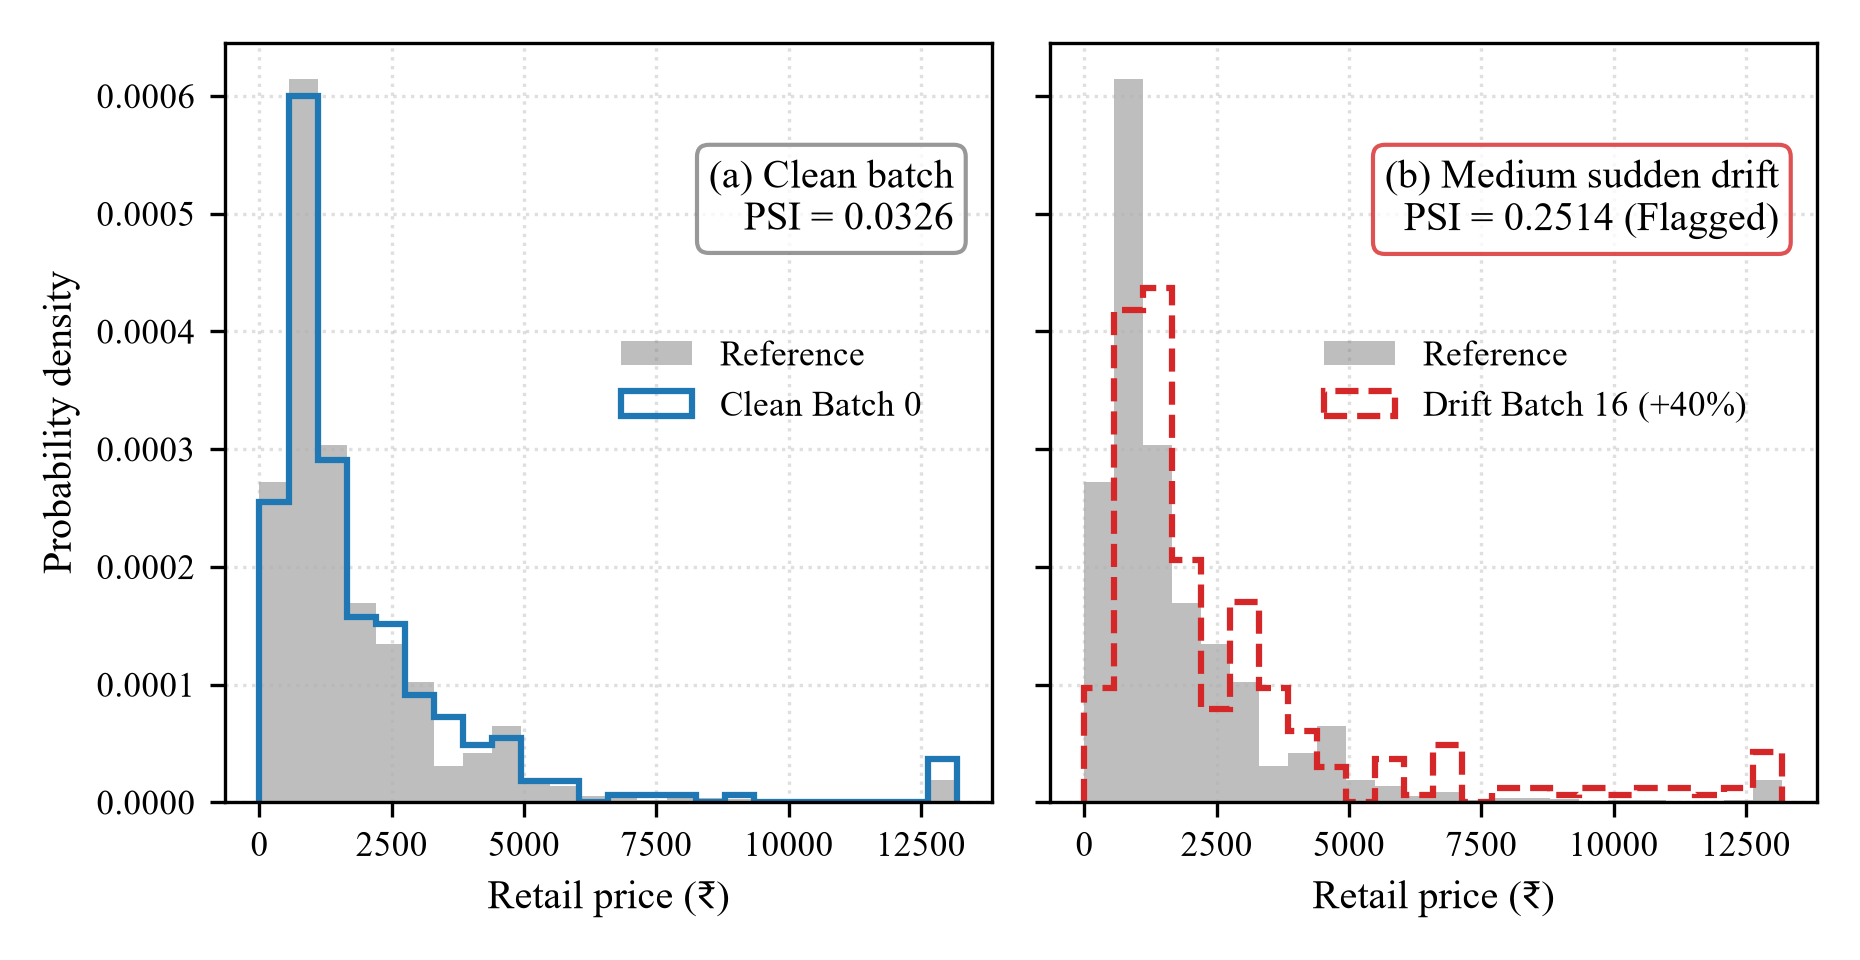 Probability density
0.0006
0.0005
0.0004
0.0003
0.0002
0.0001
0.0000
(a) Clean batch
PSI = 0.0326
Reference
Clean Batch 0
0 2500 5000 7500 10000 12500
Retail price (₹)
(b) Medium sudden drift
PSI = 0.2514 (Flagged)
Reference
Drift Batch 16 (+40%)
0 2500 5000 7500 10000 12500
Retail price (₹)